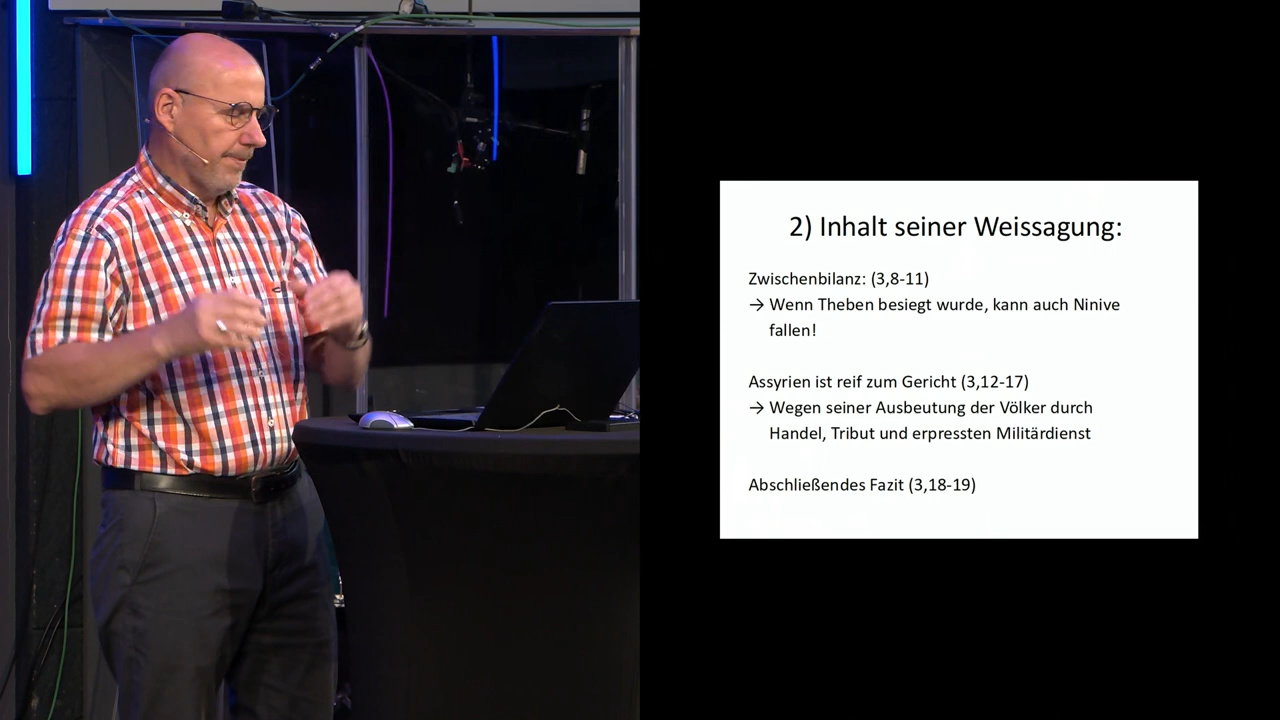 2) Inhalt seiner Weissagung:
Zwischenbilanz: (3,8-11)
→ Wenn Theben besiegt wurde, kann auch Ninive
fallen!
Assyrien ist reif zum Gericht (3,12-17)
→ Wegen seiner Ausbeutung der Völker durch
Handel, Tribut und erpressten Militärdienst
Abschließendes Fazit (3,18-19)